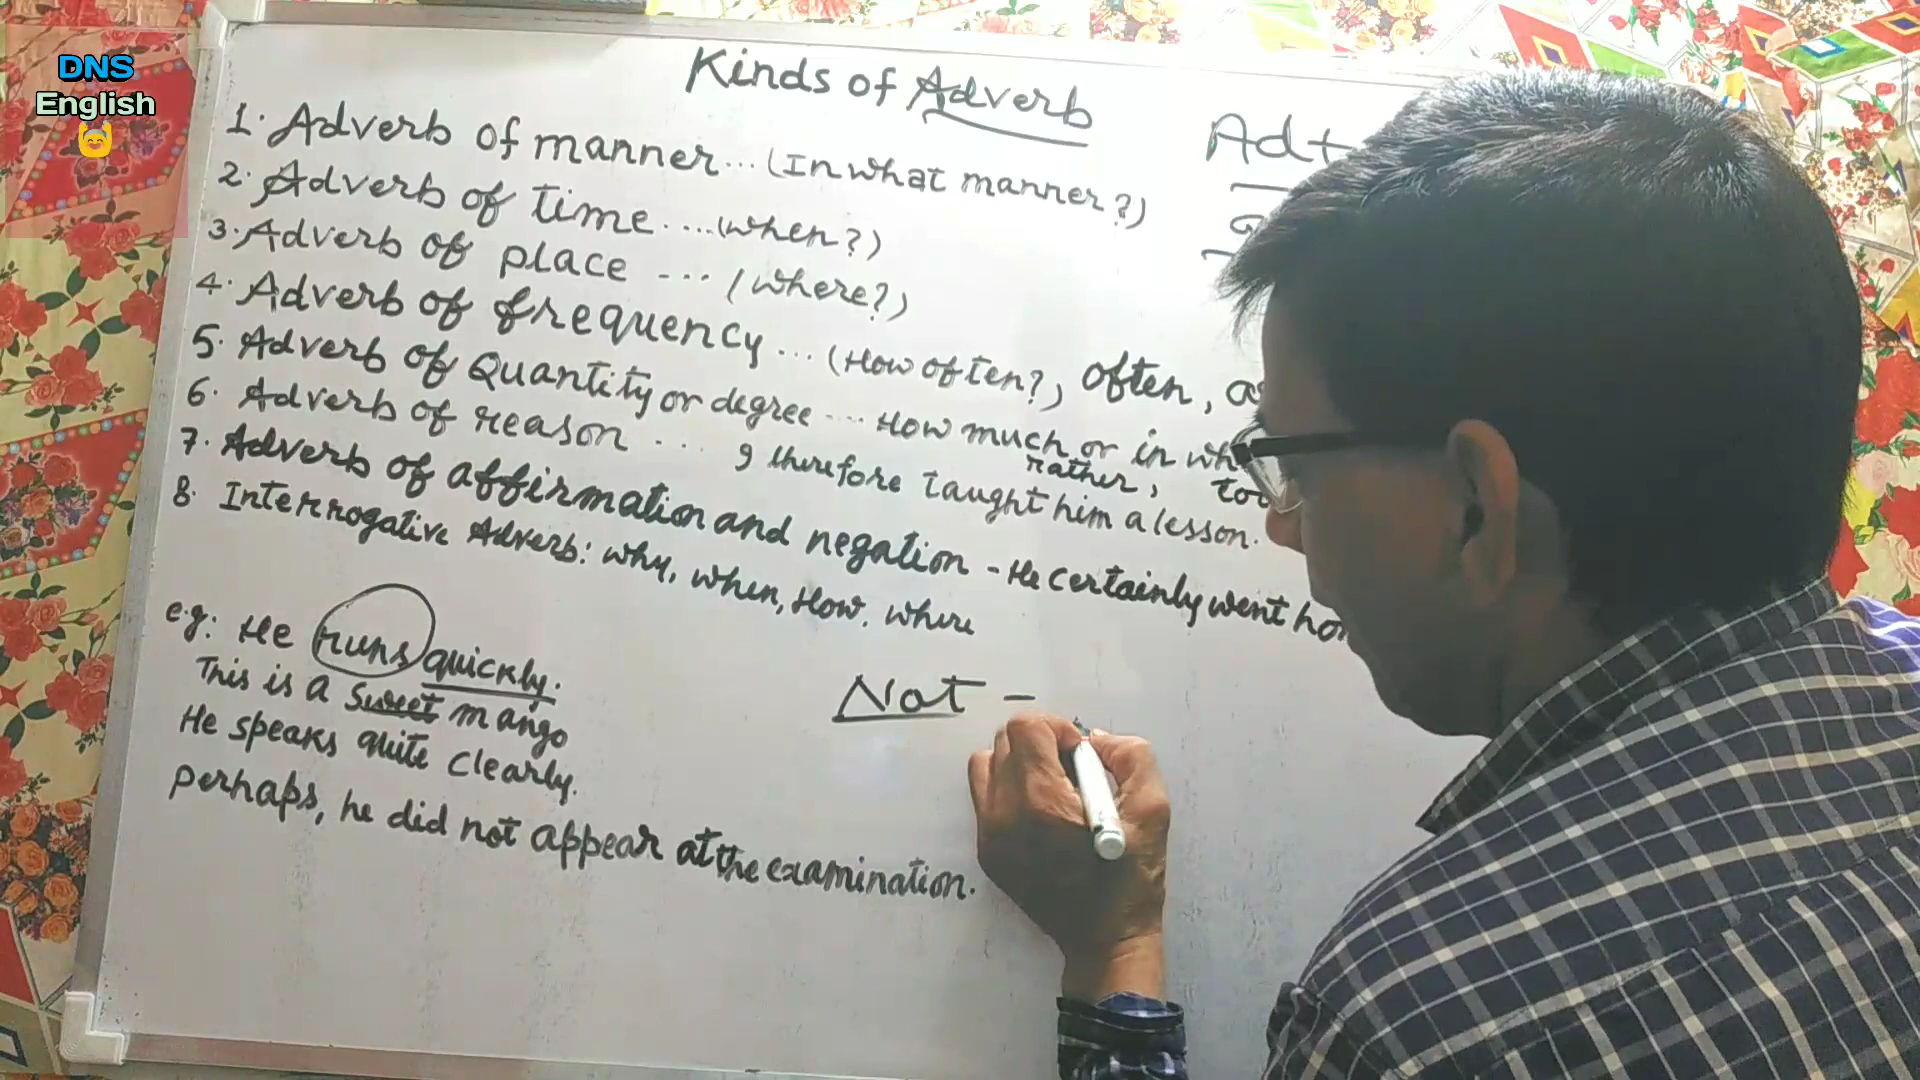 DNS
English
Kinds of Adverb
Ad+
1. Adverb of manner... (In what manner?)
2. Adverb of time.... (when?)
3. Adverb of place --- (where?)
4. Adverb of frequency... (How often?), often,
5. Adverb of Quantity or degree ... How much or in
rather,
6. Adverb of reason ... I therefore taught him a lesson.
7. Adverb of affirmation and negation - He certainly went
8. Interrogative Adverb: why, when, How. where
e.g: He runs quickly.
This is a sweet mango
He speaks quite clearly.
Perhaps, he did not appear at the examination.
Not -